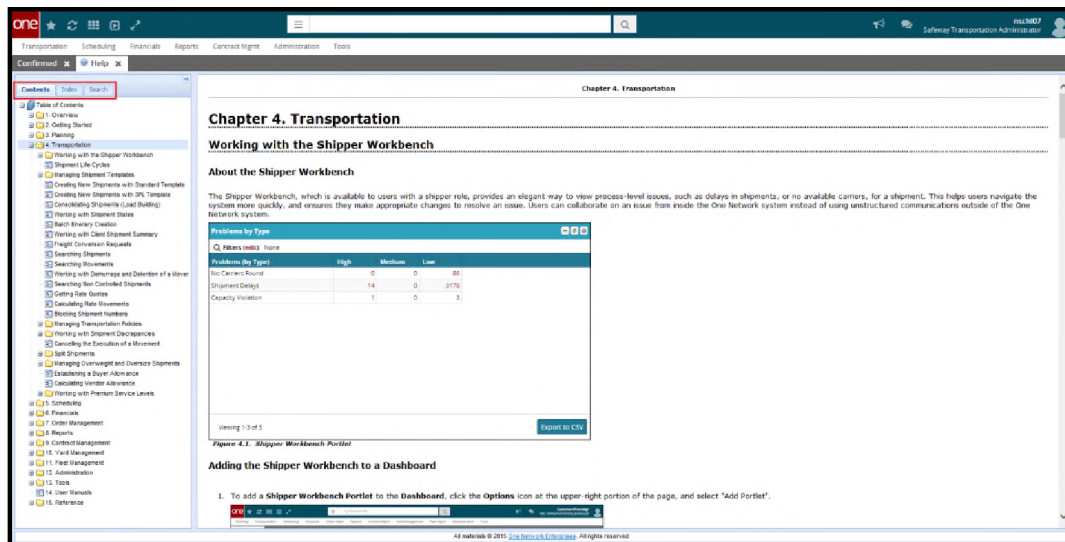 one
nschl07
Safeway Transportation Administrator
Transportation Scheduling Financials Reports Contract Mgmt Administration Tools
Confirmed x Help x
Contents Index Search
Table of Contents
1. Overview
2. Getting Started
3. Planning
4. Transportation
Working with the Shipper Workbench
Shipment Life Cycles
Managing Shipment Templates
Creating New Shipments with Standard Template
Creating New Shipments with 3PL Template
Consolidating Shipments (Load Building)
Working with Shipment States
Batch Itinerary Creation
Working with Client Shipment Summary
Freight Conversion Requests
Searching Shipments
Searching Movements
Working with Demurrage and Detention of a Mover
Searching Non Controlled Shipments
Getting Rate Quotes
Calculating Rate Movements
Blocking Shipment Numbers
Managing Transportation Policies
Working with Shipment Discrepancies
Cancelling the Execution of a Movement
Split Shipments
Managing Overweight and Oversize Shipments
Establishing a Buyer Allowance
Calculating Vendor Allowance
Working with Premium Service Levels
5. Scheduling
6. Financials
7. Order Management
8. Reports
9. Contract Management
10. Yard Management
11. Fleet Management
12. Administration
13. Tools
14. User Manuals
15. Reference
Chapter 4. Transportation
Chapter 4. Transportation
Working with the Shipper Workbench
About the Shipper Workbench
The Shipper Workbench, which is available to users with a shipper role, provides an elegant way to view process-level issues, such as delays in shipments, or no available carriers, for a shipment. This helps users navigate the
system more quickly, and ensures they make appropriate changes to resolve an issue. Users can collaborate on an issue from inside the One Network system instead of using unstructured communications outside of the One
Network system.
Problems by Type
Filters (edit): None
Problems (by Type) High Medium Low
No Carriers Found 0 0 86
Shipment Delays 14 0 3178
Capacity Violation 1 0 3
Viewing 1-3 of 3
Export to CSV
Figure 4.1. Shipper Workbench Portlet
Adding the Shipper Workbench to a Dashboard
1. To add a Shipper Workbench Portlet to the Dashboard, click the Options icon at the upper-right portion of the page, and select "Add Portlet".
one
All materials © 2015 One Network Enterprises. All rights reserved.